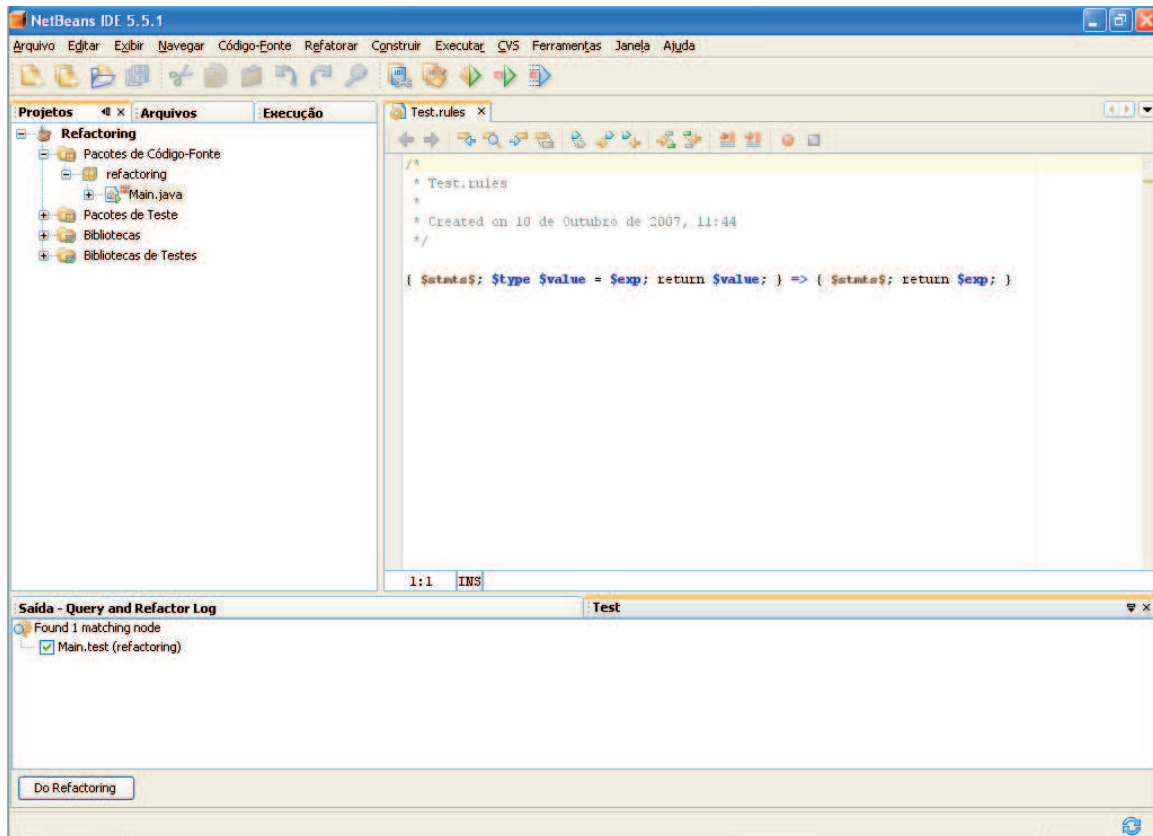 NetBeans IDE 5.5.1
Arquivo Editar Exibir Navegar Código-Fonte Refatorar Construir Executar CVS Ferramentas Janela Ajuda
Projetos Arquivos Execução
Test.rules
Refactoring
Pacotes de Código-Fonte
refactoring
Main.java
Pacotes de Teste
Bibliotecas
Bibliotecas de Testes
/*
* Test.rules
*
* Created on 10 de Outubro de 2007, 11:44
*/
{ $stmts$; $type $value = $exp; return $value; } => { $stmts$; return $exp; }
1:1 INS
Saída - Query and Refactor Log
Test
Found 1 matching node
Main.test (refactoring)
Do Refactoring